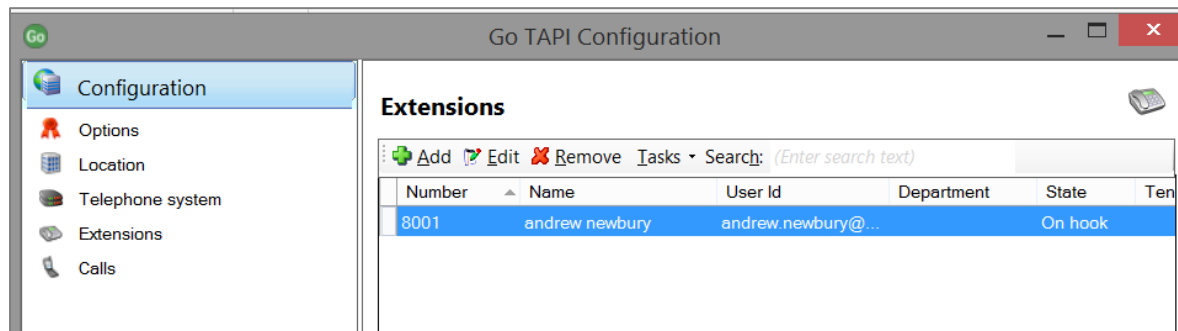 Go
Go TAPI Configuration
Configuration
Options
Location
Telephone system
Extensions
Calls
Extensions
Add Edit Remove Tasks Search: (Enter search text)
Number Name User Id Department State Ten
8001 andrew newbury andrew.newbury@... On hook